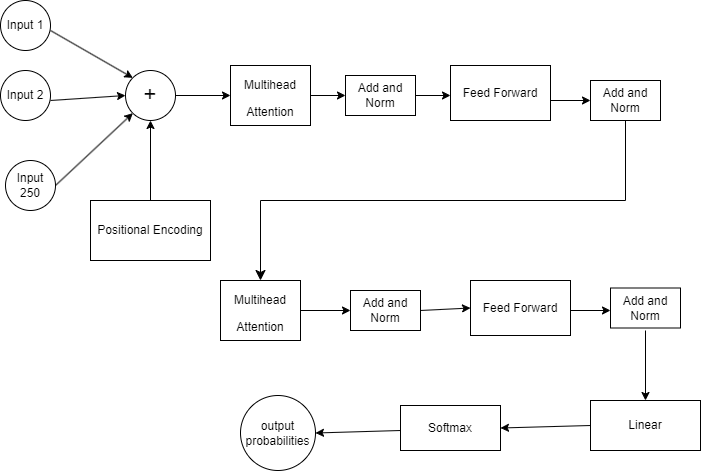 Input 1
Input 2
Input
250
+
Positional Encoding
Multihead
Attention
Add and
Norm
Feed Forward
Add and
Norm
Multihead
Attention
Add and
Norm
Feed Forward
Add and
Norm
Linear
Softmax
output
probabilities